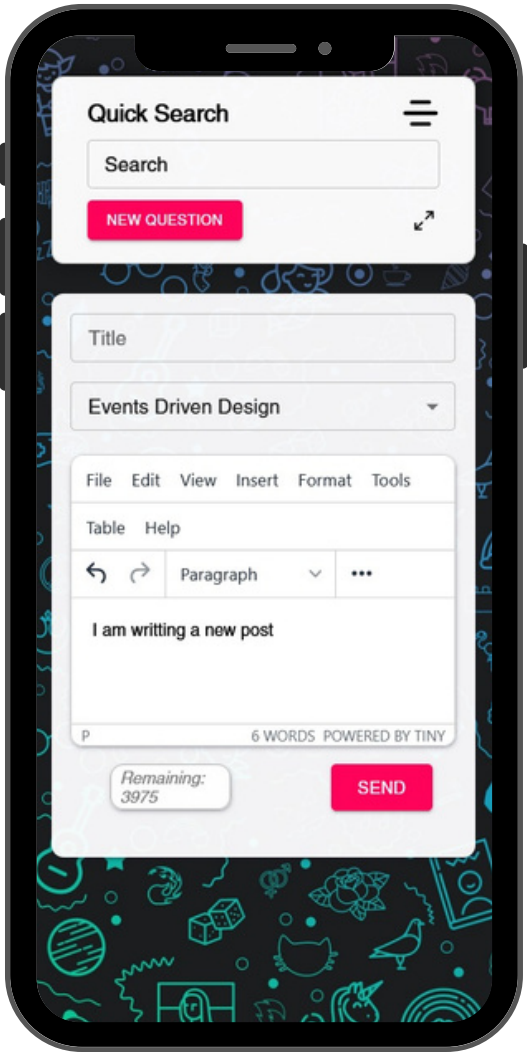 Quick Search
Search
NEW QUESTION
Title
Events Driven Design
File Edit View Insert Format Tools
Table Help
Paragraph
I am writting a new post
P 6 WORDS POWERED BY TINY
Remaining:
3975
SEND